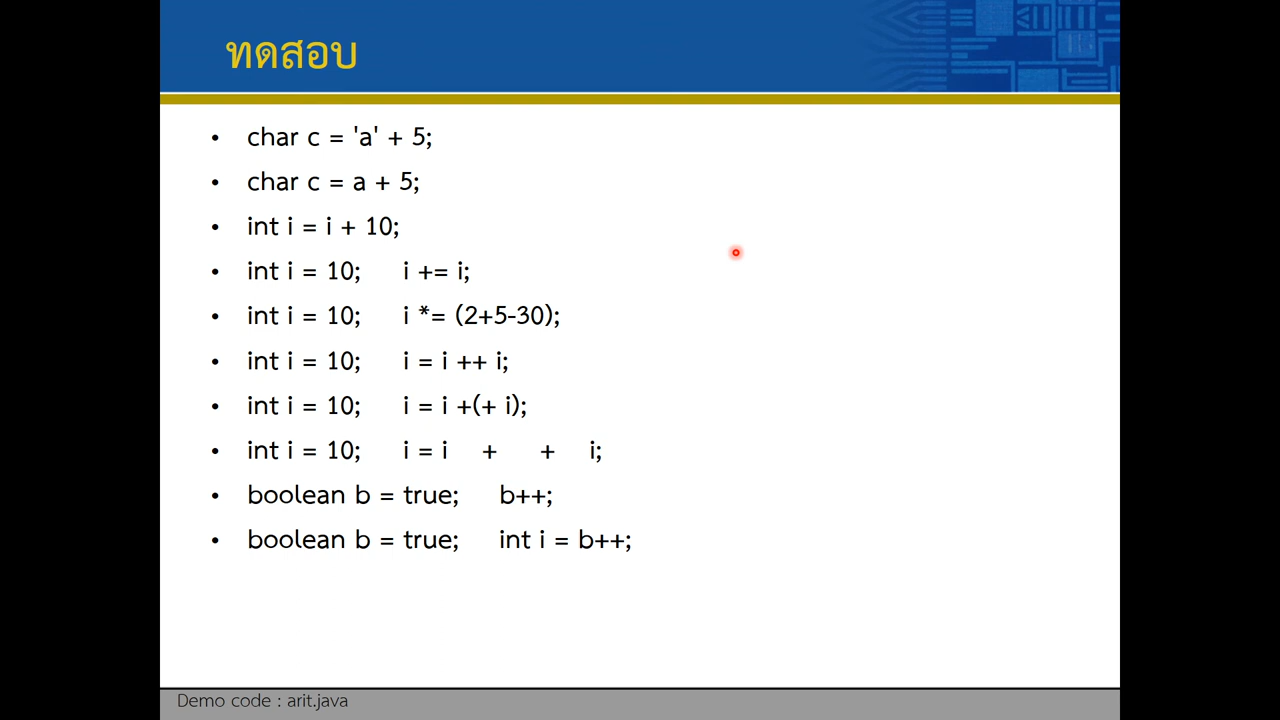 ทดสอบ
• char c = 'a' + 5;
• char c = a + 5;
• int i = i + 10;
• int i = 10; i += i;
• int i = 10; i *= (2+5-30);
• int i = 10; i = i ++ i;
• int i = 10; i = i +(+ i);
• int i = 10; i = i + + i;
• boolean b = true; b++;
• boolean b = true; int i = b++;
Demo code : arit.java